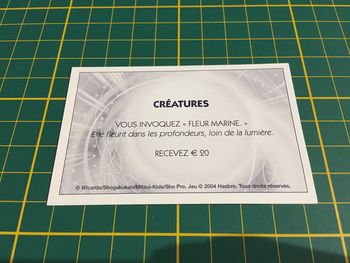 CRÉATURES
VOUS INVOQUEZ « FLEUR MARINE. »
Elle fleurit dans les profondeurs, loin de la lumière.
RECEVEZ € 20
© Wizards/Shogakukan/Mitsui-Kids/Sho Pro. Jeu © 2004 Hasbro. Tous droits réservés.